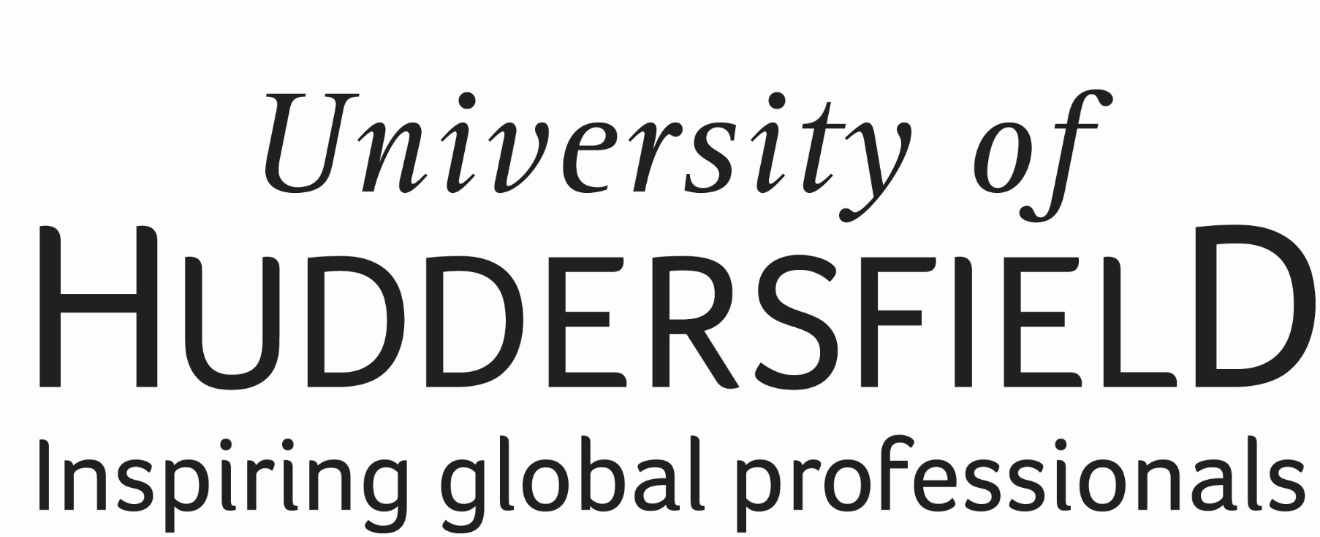 University of
HUDDERSFIELD
Inspiring global professionals